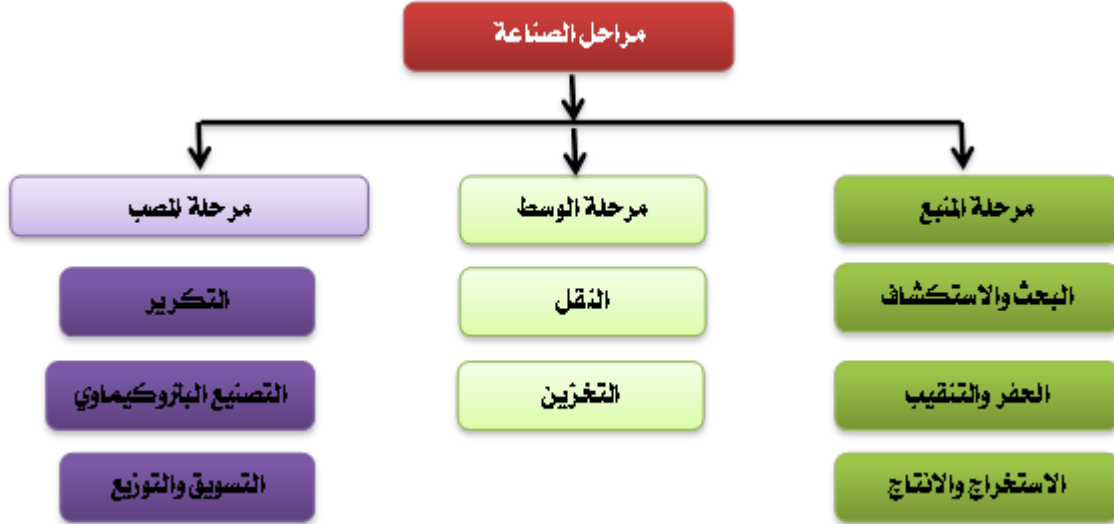 مراحل الصناعة
مرحلة المنبع
البحث والاستكشاف
الحفر والتنقيب
الاستخراج والانتاج
مرحلة الوسط
النقل
التخزين
مرحلة المصب
التكرير
التصنيع البتروكيماوي
التسويق والتوزيع